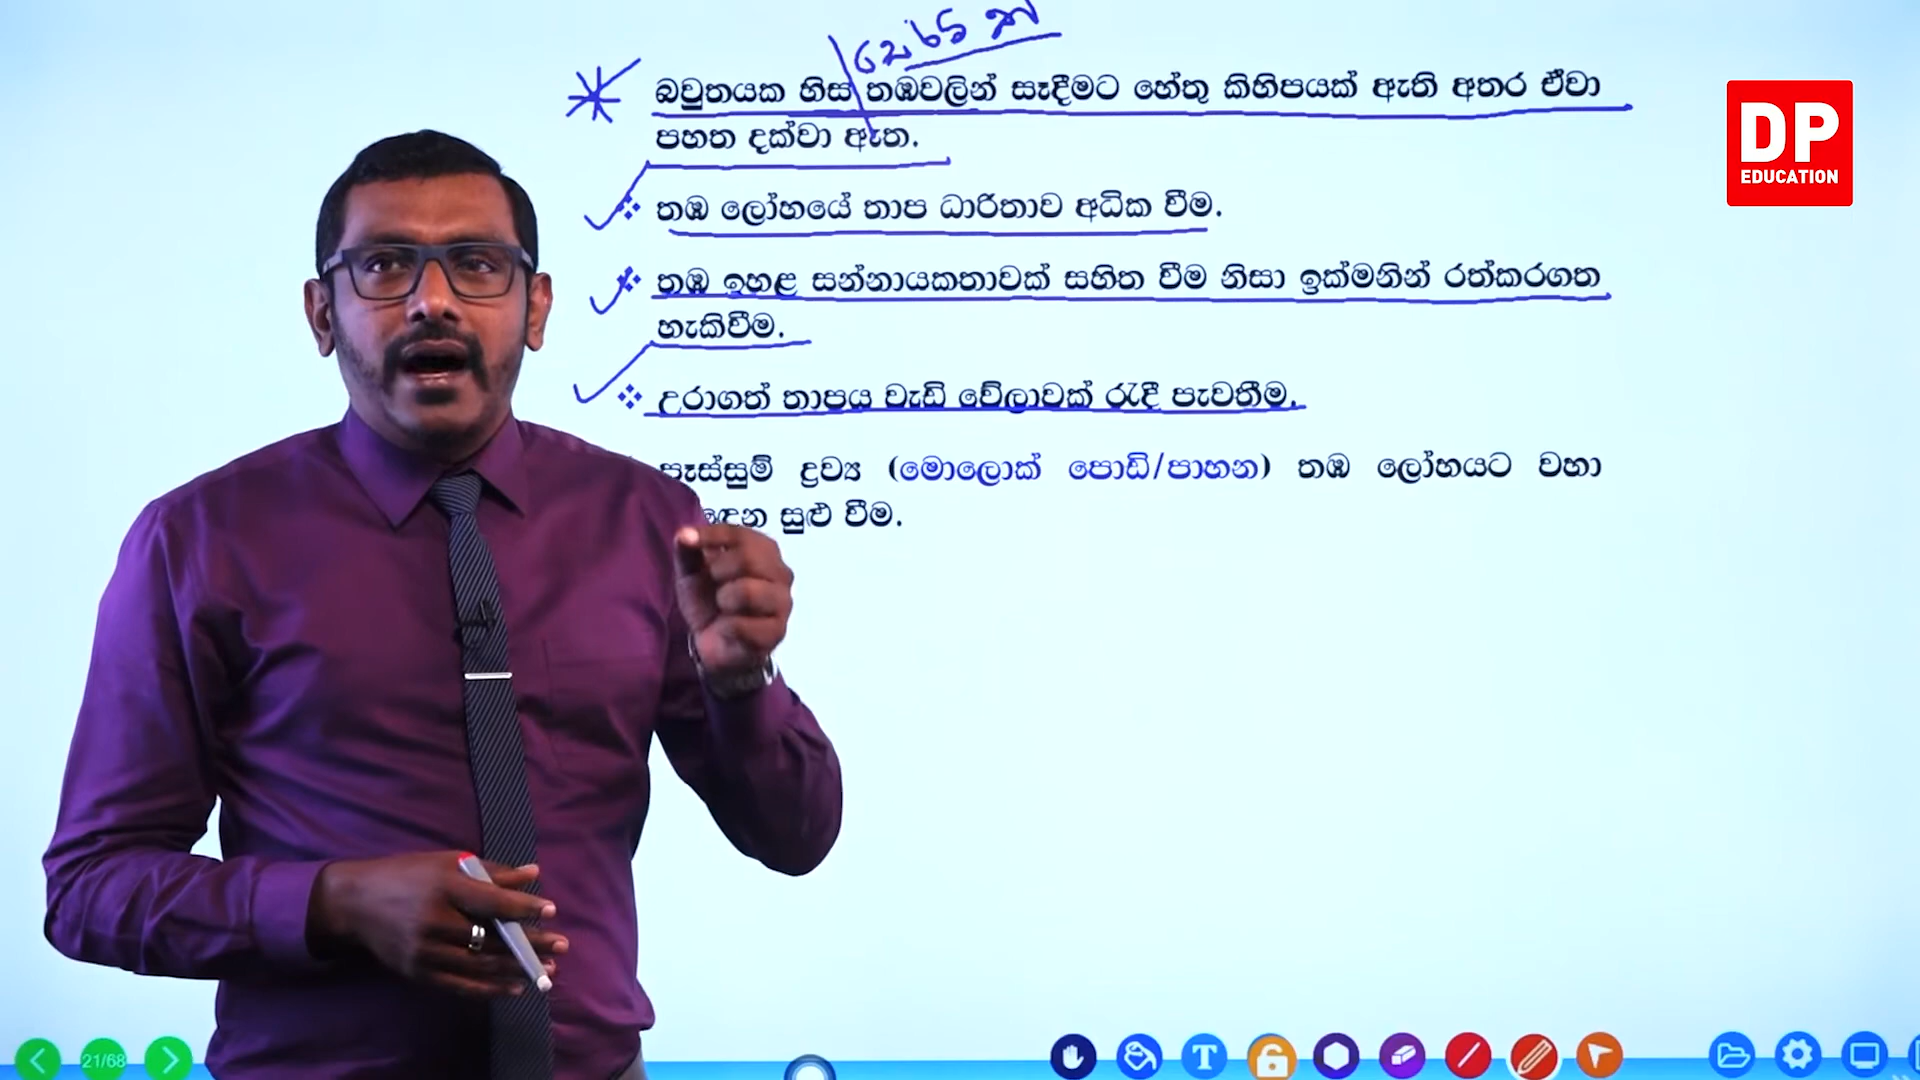 බවුතයක හිස තඹවලින් සෑදීමට හේතු කිහිපයක් ඇති අතර ඒවා
පහත දක්වා ඇත.
තඹ ලෝහයේ තාප ධාරිතාව අධික වීම.
තඹ ඉහළ සන්නායකතාවක් සහිත වීම නිසා ඉක්මනින් රත්කරගත
හැකිවීම.
උරාගත් තාපය වැඩි වේලාවක් රැදී පැවතීම.
පෑස්සුම් ද්‍රව්‍ය (මොලොක් පොඩි/පාහන) තඹ ලෝහයට වහා
සුළු වීම.
DP
EDUCATION
21/68
T